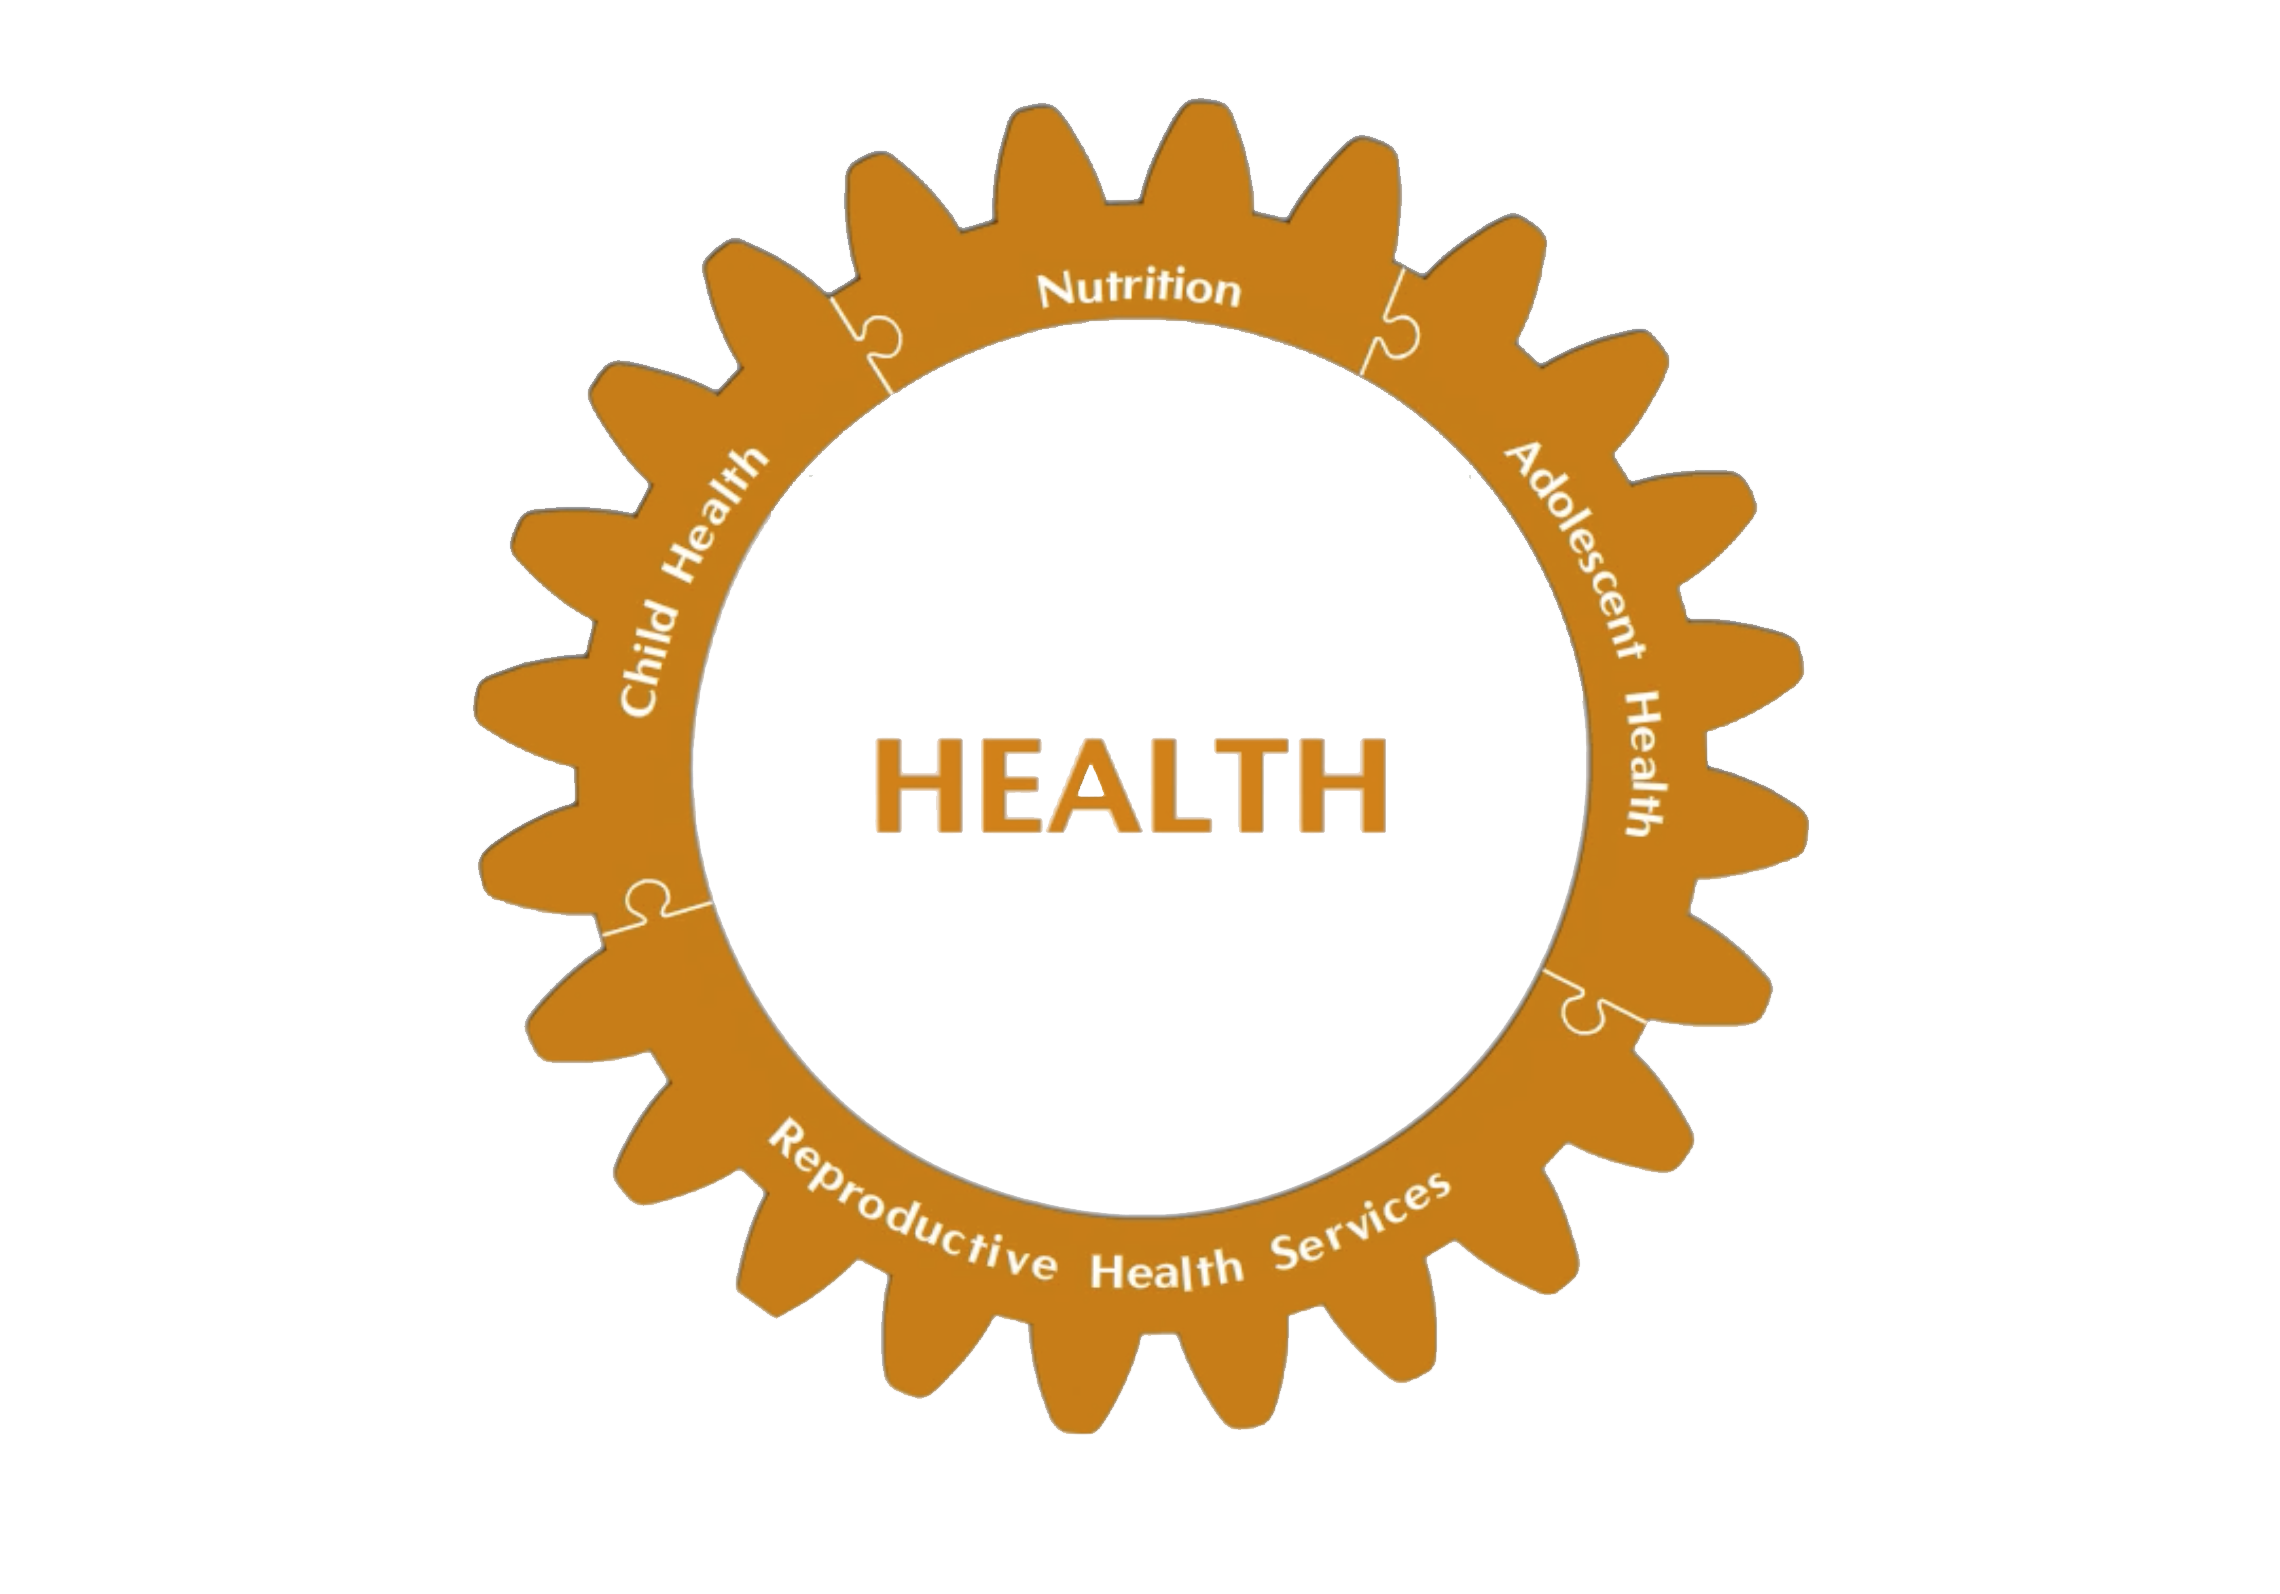 Nutrition
Adolescent Health
Reproductive Health Services
Child Health
HEALTH